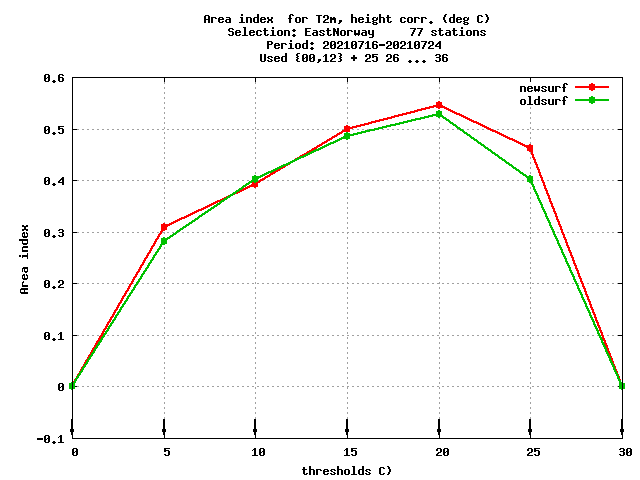 Area index  for T2m, height corr. (deg C)
Selection: EastNorway     77 stations
Period: 20210716-20210724
Used {00,12} + 25 26 ... 36
newsurf
oldsurf
0.6
0.5
0.4
0.3
0.2
0.1
0
-0.1
Area index
0 5 10 15 20 25 30
thresholds C)